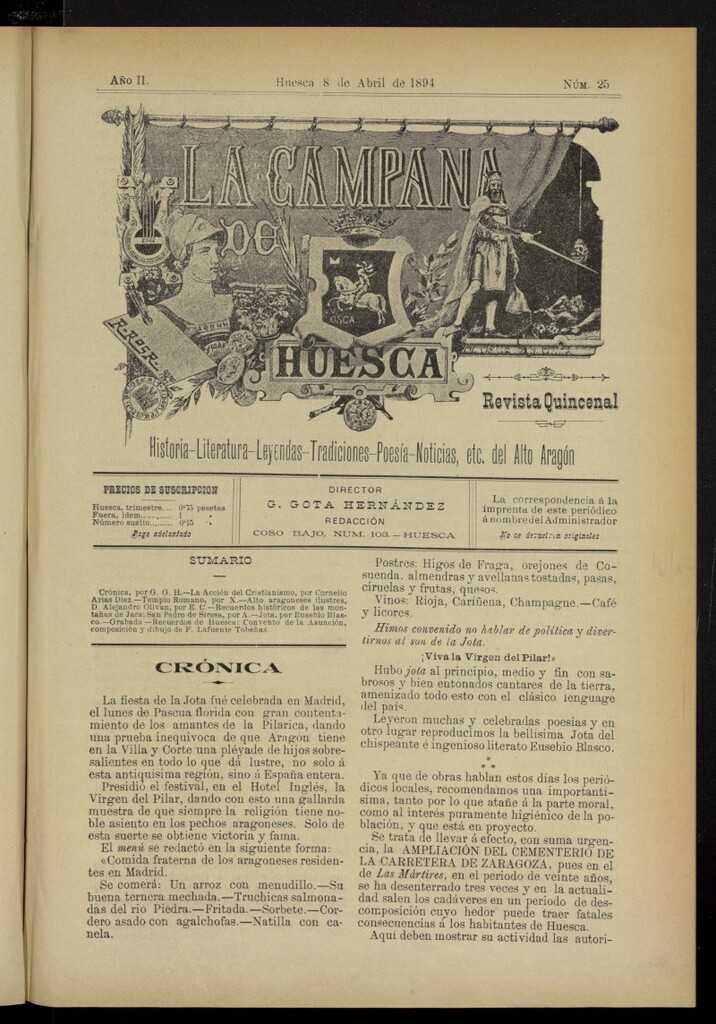 AÑO II.
Huesca 8 de Abril de 1894
NÚM. 25
LA CAMPANA
DE
OSCA
HUESCA
Revista Quincenal
Historia-Literatura-Leyendas-Tradiciones-Poesía-Noticias, etc. del Alto Aragón
PRECIOS DE SUSCRIPCION
Huesca, trimestre... 0'75 pesetas
Fuera, idem.......... 1 »
Número suelto....... 0'15 »
Pago adelantado
DIRECTOR
G. GOTA HERNÁNDEZ
REDACCIÓN
COSO BAJO, NUM. 103.—HUESCA
La correspondencia á la
imprenta de este periódico
á nombre del Administrador
No se devuelven originales
SUMARIO
Crónica, por G. G. H.—La Acción del Cristianismo, por Cornelio
Arias Diez.—Templo Romano, por X.—Alto aragoneses ilustres,
D. Alejandro Oliván, por E. C.—Recuerdos históricos de las mon-
tañas de Jaca: San Pedro de Siresa, por A.—Jota, por Eusebio Blas-
co.—Grabado —Recuerdos de Huesca: Convento de la Asunción,
composición y dibujo de F. Lafuente Tobeñas.
CRÓNICA
La fiesta de la Jota fué celebrada en Madrid,
el lunes de Pascua florida con gran contenta-
miento de los amantes de la Pilarica, dando
una prueba inequivoca de que Aragón tiene
en la Villa y Corte una pléyade de hijos sobre-
salientes en todo lo que dá lustre, no solo á
esta antiquisima región, sino á España entera.
Presidió el festival, en el Hotel Inglés, la
Virgen del Pilar, dando con esto una gallarda
muestra de que siempre la religión tiene no-
ble asiento en los pechos aragoneses. Solo de
esta suerte se obtiene victoria y fama.
El menú se redactó en la siguiente forma:
«Comida fraterna de los aragoneses residen-
tes en Madrid.
Se comerá: Un arroz con menudillo.—Su
buena ternera mechada.—Truchicas salmona-
das del rio Piedra.—Fritada.—Sorbete.—Cor-
dero asado con agalchofas.—Natilla con ca-
nela.
Postres: Higos de Fraga, orejones de Co-
suenda, almendras y avellanas tostadas, pasas,
ciruelas y frutas, quesos.
Vinos: Rioja, Cariñena, Champagne.—Café
y licores.
Himos convenido no hablar de política y diver-
tirnos al son de la Jota.
¡Viva la Virgen del Pilar!»
Hubo jota al principio, medio y fin con sa-
brosos y bien entonados cantares de la tierra,
amenizado todo esto con el clásico lenguage
del pais.
Leyeron muchas y celebradas poesias y en
otro lugar reproducimos la bellísima Jota del
chispeante é ingenioso literato Eusebio Blasco.
* * *
Ya que de obras hablan estos días los perió-
dicos locales, recomendamos una importantí-
sima, tanto por lo que atañe á la parte moral,
como al interés puramente higiénico de la po-
blación, y que está en proyecto.
Se trata de llevar á efecto, con suma urgen-
cia, la AMPLIACIÓN DEL CEMENTERIO DE
LA CARRETERA DE ZARAGOZA, pues en el
de Las Mártires, en el periodo de veinte años,
se ha desenterrado tres veces y en la actuali-
dad salen los cadáveres en un periodo de des-
composición cuyo hedor puede traer fatales
consecuencias á los habitantes de Huesca.
Aquí deben mostrar su actividad las autori-